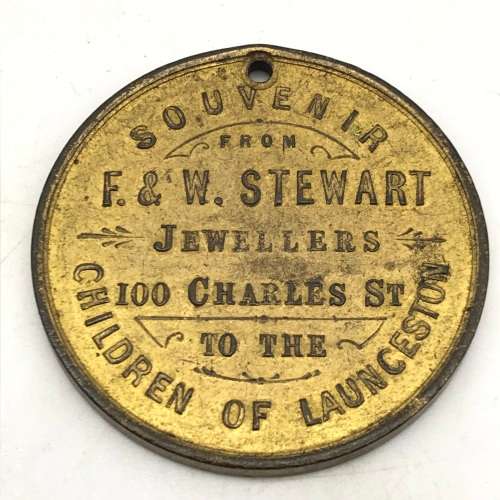 SOUVENIR
FROM
F. & W. STEWART
JEWELLERS
100 CHARLES ST
TO THE
CHILDREN OF LAUNCESTON